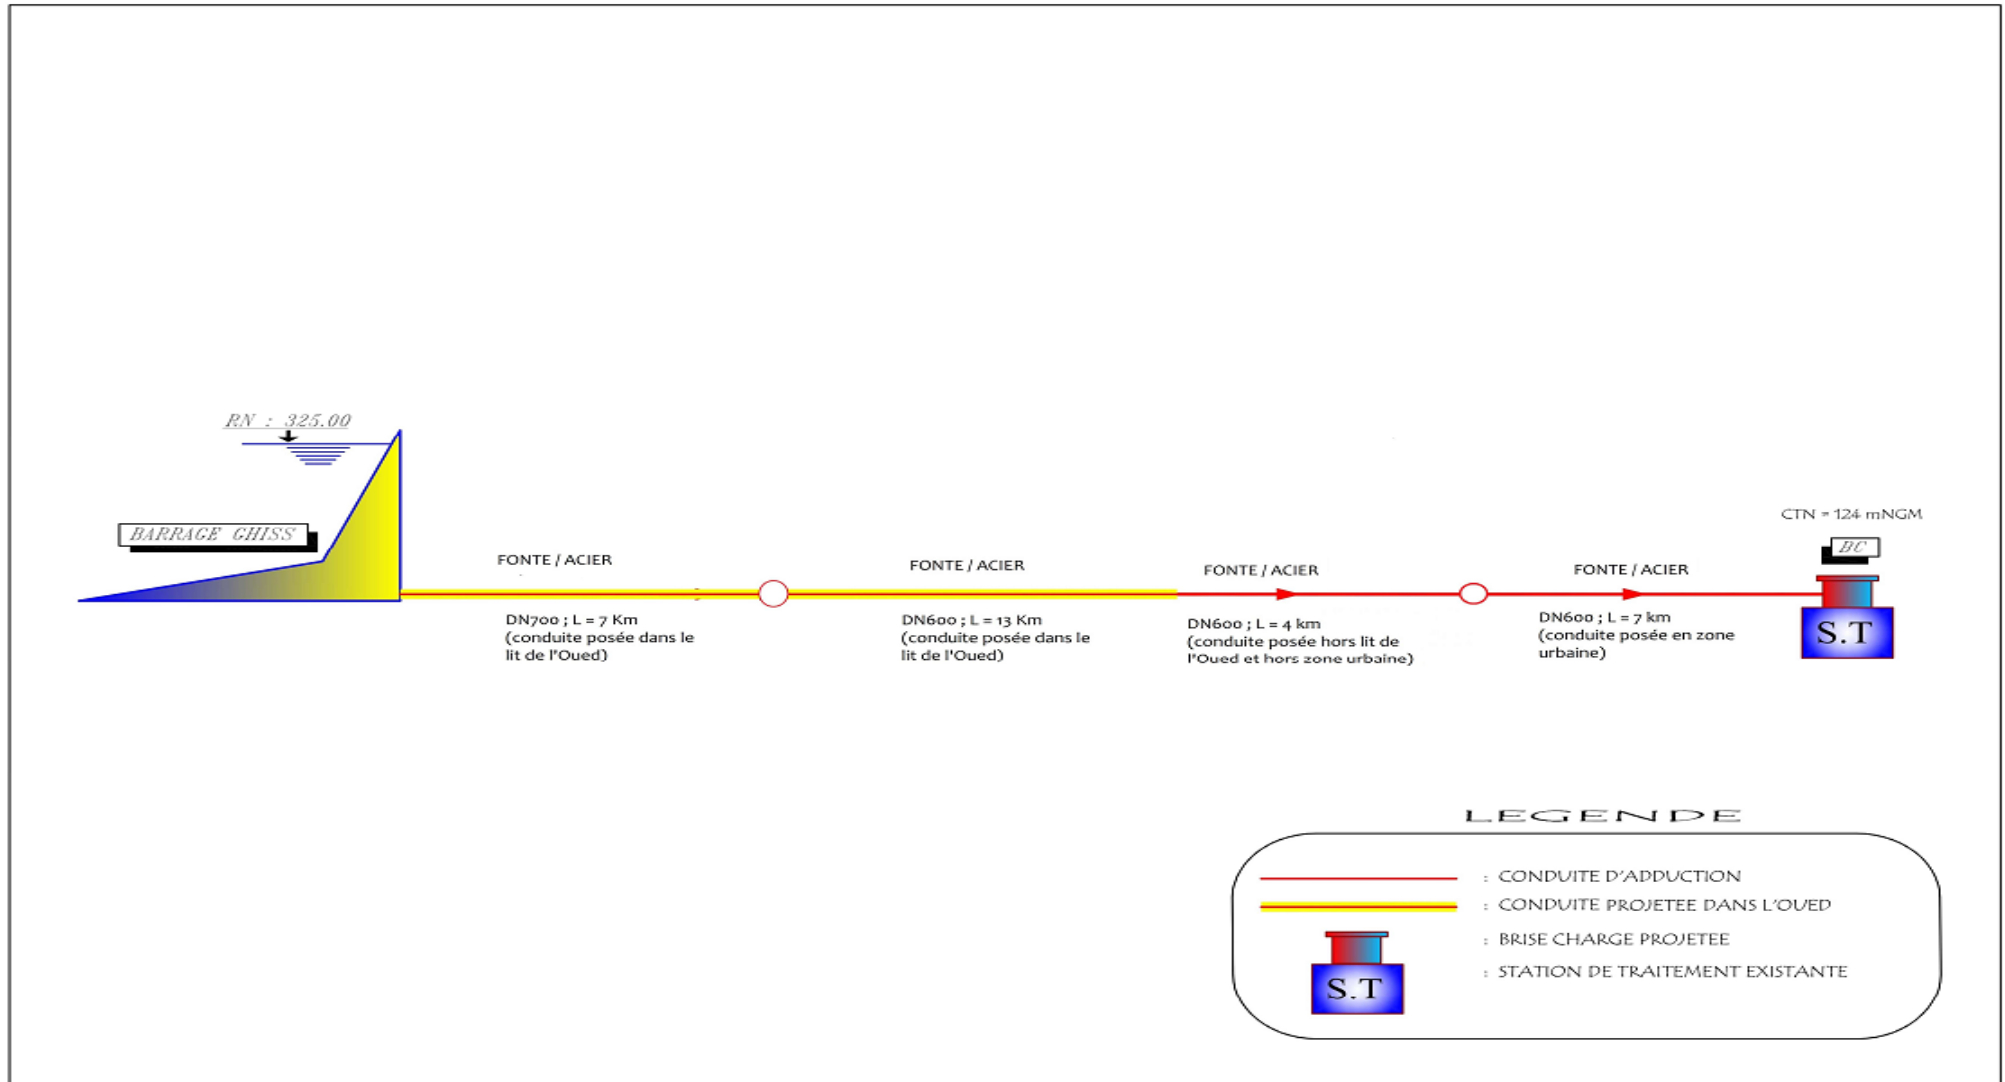 RN : 325.00
BARRAGE GHISS
FONTE / ACIER
DN700 ; L = 7 Km
(conduite posée dans le
lit de l'Oued)
FONTE / ACIER
DN600 ; L = 13 Km
(conduite posée dans le
lit de l'Oued)
FONTE / ACIER
DN600 ; L = 4 km
(conduite posée hors lit de
l'Oued et hors zone urbaine)
FONTE / ACIER
DN600 ; L = 7 km
(conduite posée en zone
urbaine)
CTN = 124 mNGM
BC
S.T
LEGENDE
: CONDUITE D'ADDUCTION
: CONDUITE PROJETEE DANS L'OUED
: BRISE CHARGE PROJETEE
: STATION DE TRAITEMENT EXISTANTE
S.T